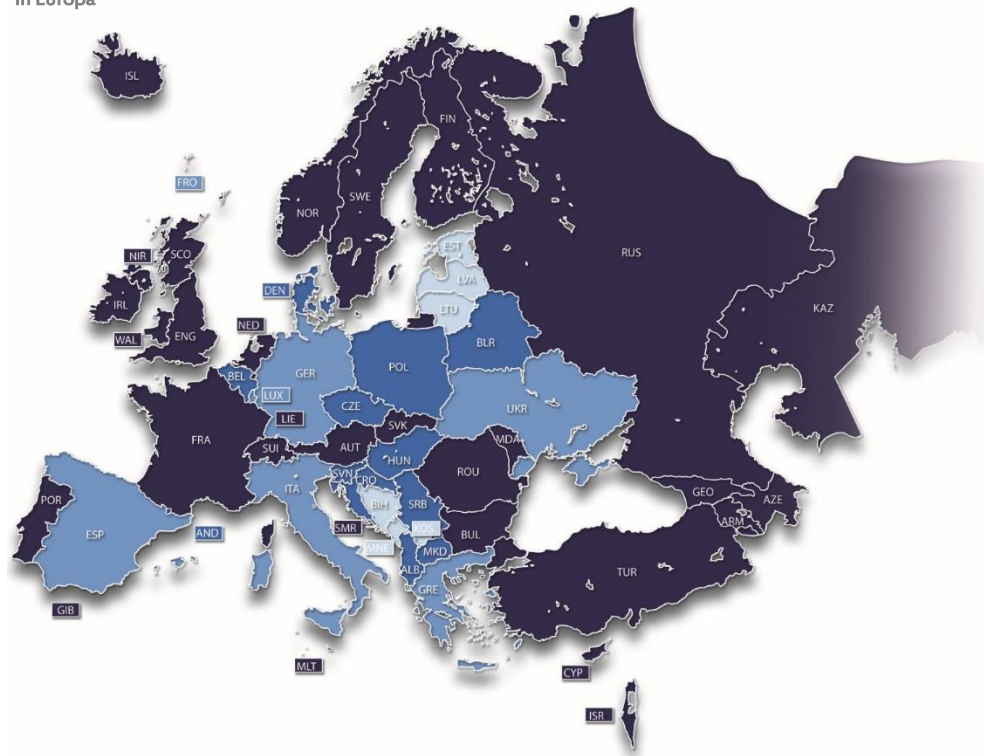 in Europa
ISL
FIN
FRO
SWE
NOR
RUS
SCO
NIR
EST
LVA
DEN
KAZ
IRL
LTU
NED
WAL
ENG
BLR
BEL
GER
POL
LUX
CZE
UKR
LIE
SVK
FRA
SUI
AUT
MDA
HUN
ROU
SVN
CRO
ITA
POR
BIH
SRB
GEO
AZE
ESP
AND
SMR
KOS
BUL
ARM
MNE
MKD
ALB
TUR
GRE
GIB
MLT
CYP
ISR